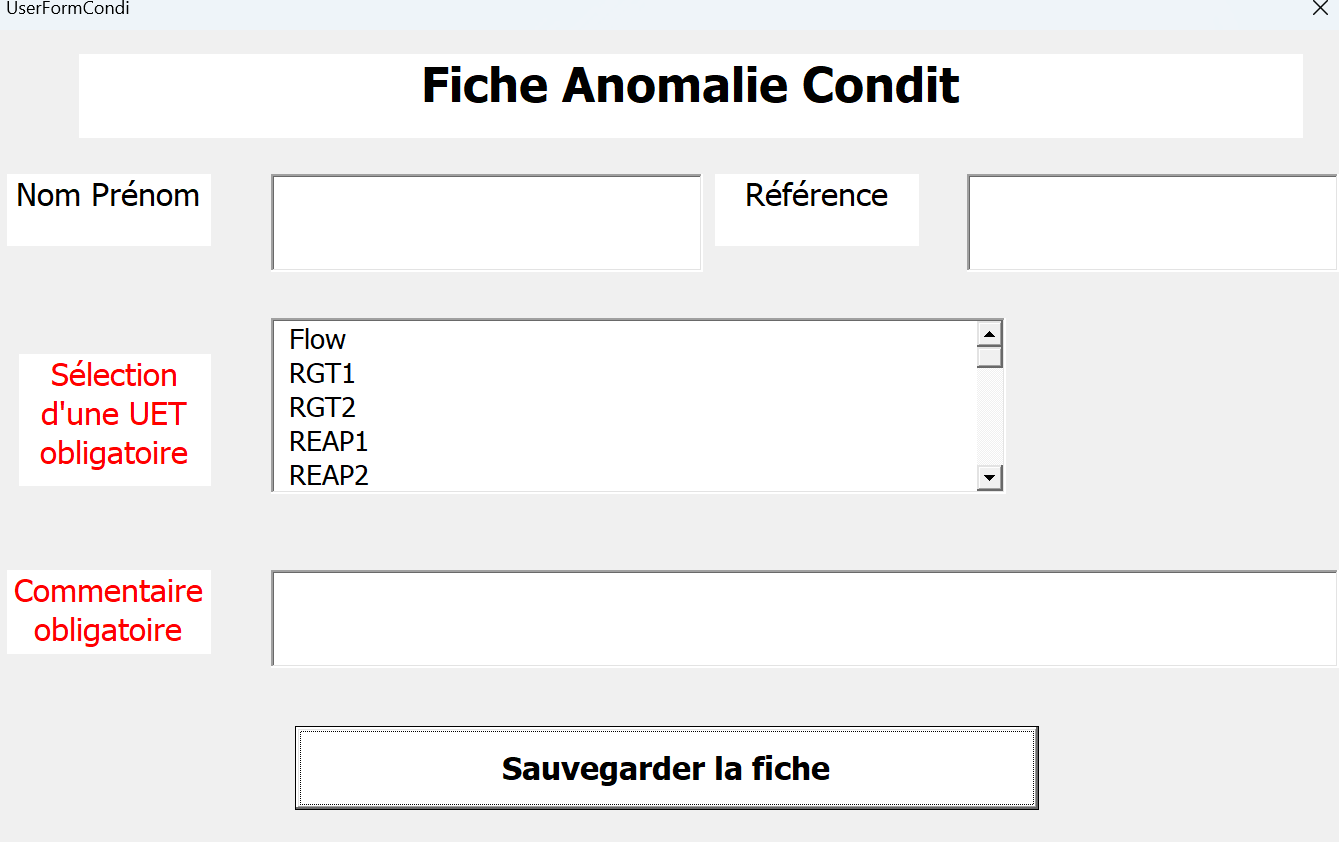 UserFormCondi
Fiche Anomalie Condit
Nom Prénom
Référence
Sélection
d'une UET
obligatoire
Flow
RGT1
RGT2
REAP1
REAP2
Commentaire
obligatoire
Sauvegarder la fiche